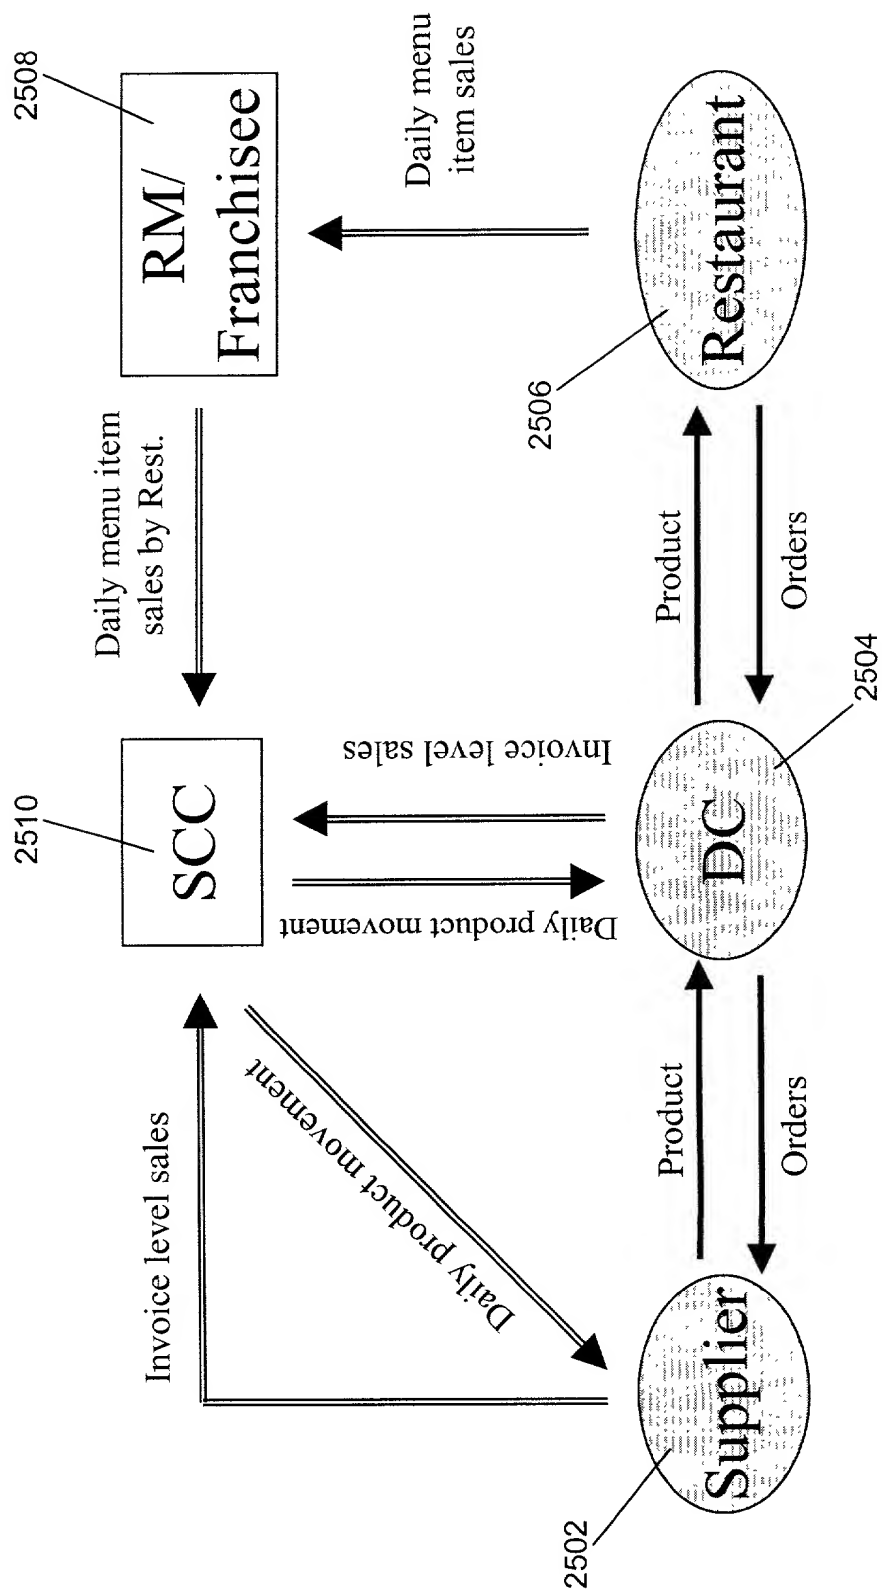 Invoice level sales
2510
SCC
Daily menu item
sales by Rest.
2508
RM/
Franchisee
Daily product movement
Daily product movement
Invoice level sales
Daily menu
item sales
2502
Supplier
Product
Orders
DC
2504
Product
Orders
2506
Restaurant